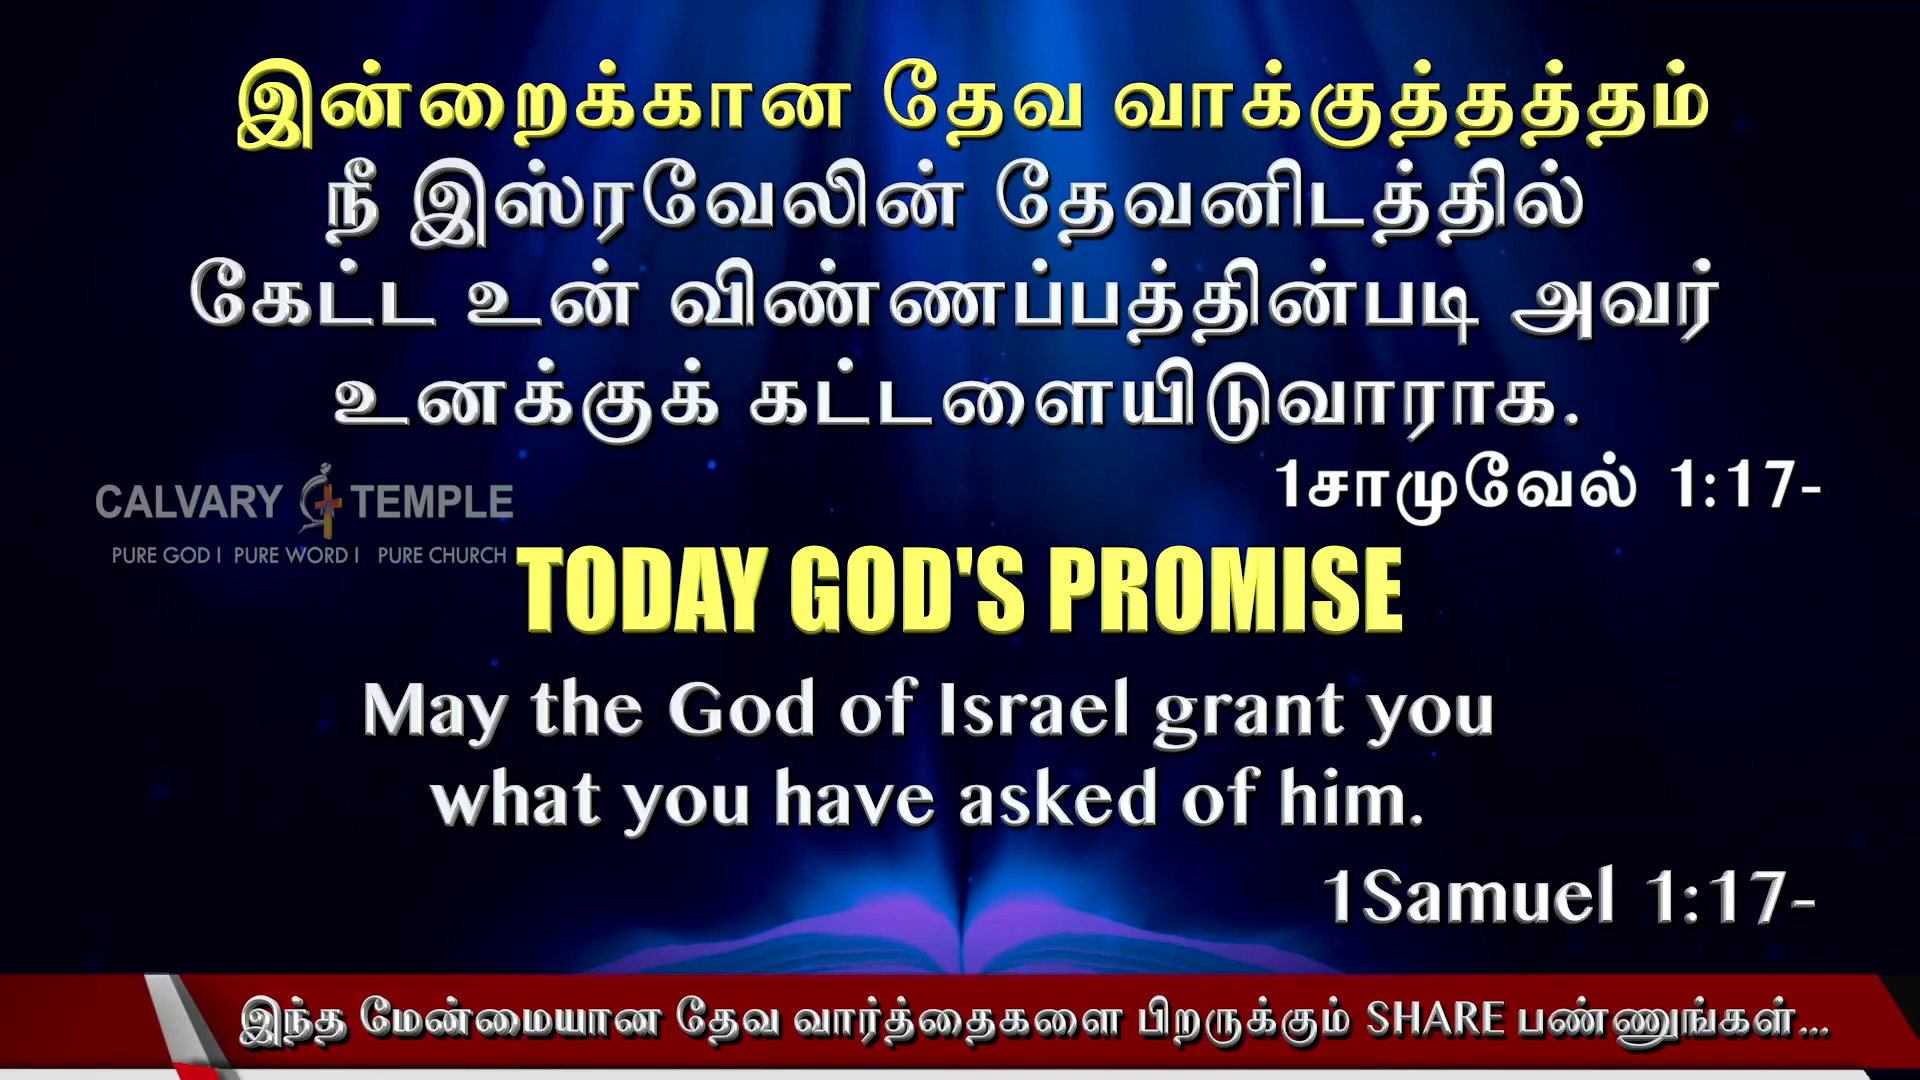 இன்றைக்கான தேவ வாக்குத்தத்தம்
நீ இஸ்ரவேலின் தேவனிடத்தில்
கேட்ட உன் விண்ணப்பத்தின்படி அவர்
உனக்குக் கட்டளையிடுவாராக.
1சாமுவேல் 1:17-
CALVARY TEMPLE
PURE GOD I PURE WORD I PURE CHURCH
TODAY GOD'S PROMISE
May the God of Israel grant you
what you have asked of him.
1Samuel 1:17-
இந்த மேன்மையான தேவ வார்த்தைகளை பிறருக்கும் SHARE பண்ணுங்கள்...